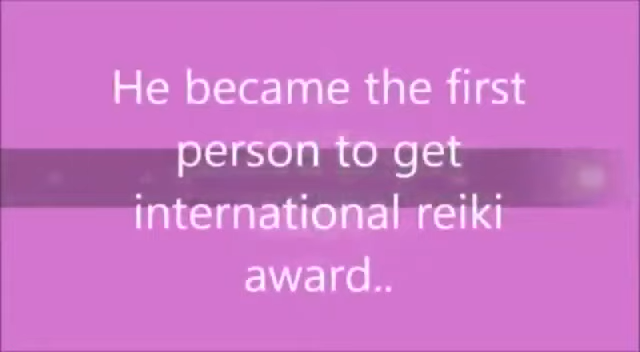 He became the first
person to get
international reiki
award..